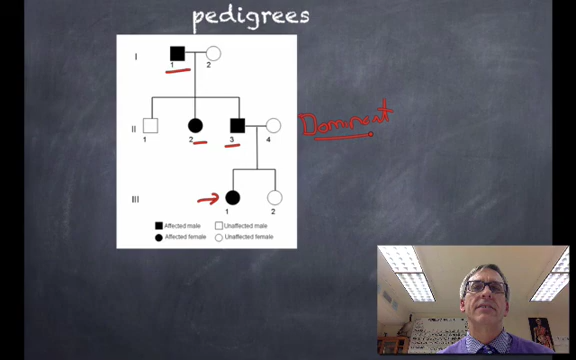 pedigrees
I
1 2
II
1 2 3 4
Dominant
III
1 2
Affected male Unaffected male
Affected female Unaffected female